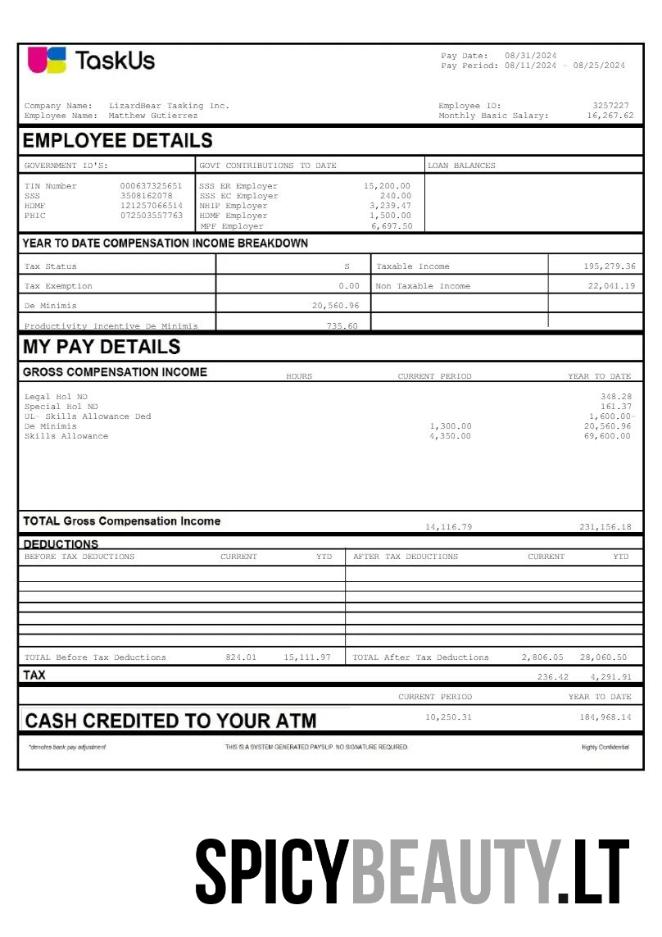 TaskUs
Pay Date: 08/31/2024
Pay Period: 08/11/2024 - 08/25/2024
Company Name: LizardBear Tasking Inc. Employee ID: 3257227
Employee Name: Matthew Gutierrez Monthly Basic Salary: 16,267.62
EMPLOYEE DETAILS
GOVERNMENT ID'S: GOVT CONTRIBUTIONS TO DATE LOAN BALANCES
TIN Number 000637325651 SSS ER Employer 15,200.00
SSS 3508162078 SSS EC Employer 240.00
HDMF 121257066514 NHIP Employer 3,239.47
PHIC 072503557763 HDMF Employer 1,500.00
MPF Employer 6,697.50
YEAR TO DATE COMPENSATION INCOME BREAKDOWN
Tax Status S Taxable Income 195,279.36
Tax Exemption 0.00 Non Taxable Income 22,041.19
De Minimis 20,560.96
Productivity Incentive De Minimis 735.60
MY PAY DETAILS
GROSS COMPENSATION INCOME HOURS CURRENT PERIOD YEAR TO DATE
Legal Hol ND 348.28
Special Hol ND 161.37
UL- Skills Allowance Ded 1,600.00-
De Minimis 1,300.00 20,560.96
Skills Allowance 4,350.00 69,600.00
TOTAL Gross Compensation Income 14,116.79 231,156.18
DEDUCTIONS
BEFORE TAX DEDUCTIONS CURRENT YTD AFTER TAX DEDUCTIONS CURRENT YTD
TOTAL Before Tax Deductions 824.01 15,111.97 TOTAL After Tax Deductions 2,806.05 28,060.50
TAX 236.42 4,291.91
CURRENT PERIOD YEAR TO DATE
CASH CREDITED TO YOUR ATM 10,250.31 184,968.14
*denotes back pay adjustment THIS IS A SYSTEM GENERATED PAYSLIP. NO SIGNATURE REQUIRED. Highly Confidential
SPICYBEAUTY.LT